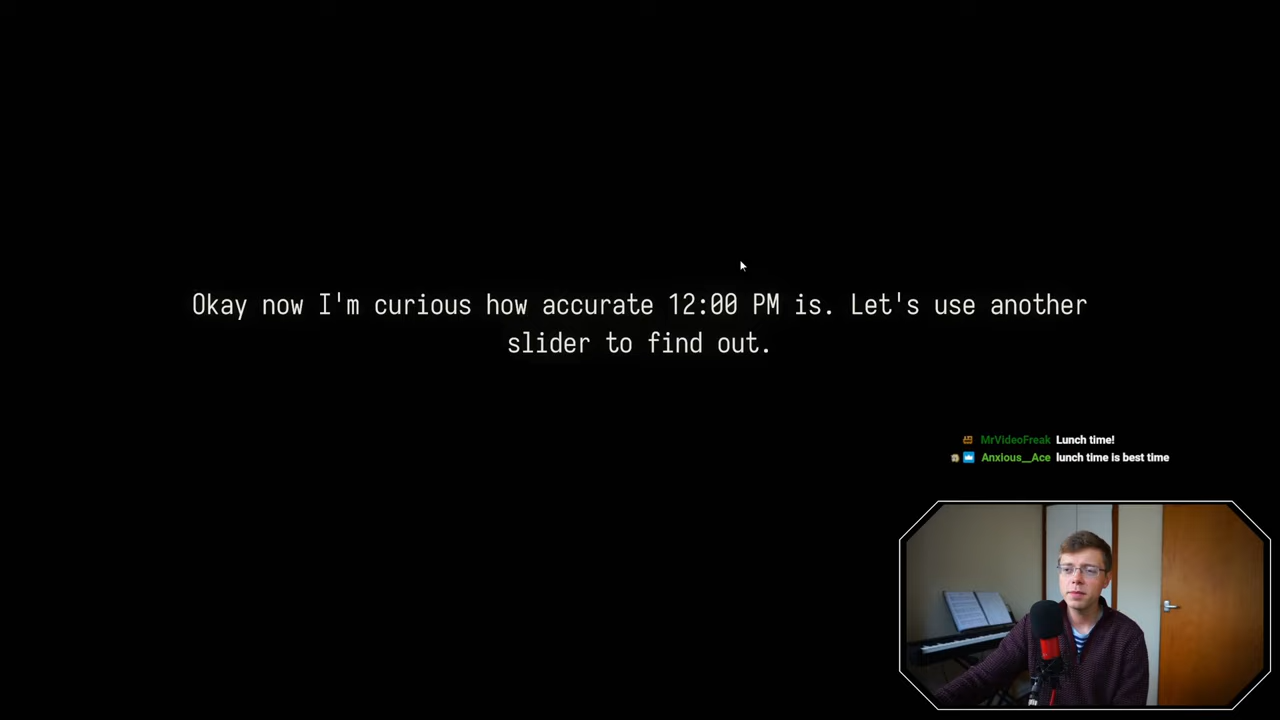 Okay now I'm curious how accurate 12:00 PM is. Let's use another
slider to find out.
MrVideoFreak Lunch time!
Anxious__Ace lunch time is best time